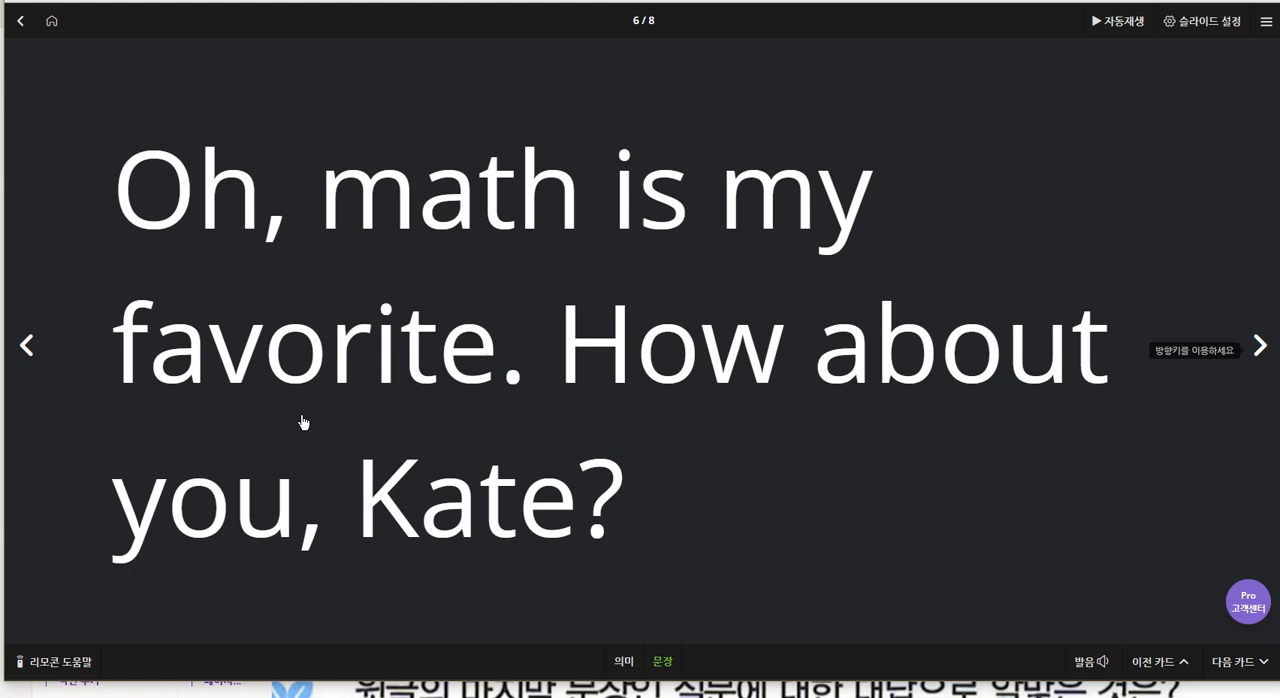 6 / 8
자동재생
슬라이드 설정
Oh, math is my
favorite. How about
you, Kate?
방향키를 이용하세요
Pro
고객센터
리모콘 도움말
의미
문장
발음
이전 카드
다음 카드